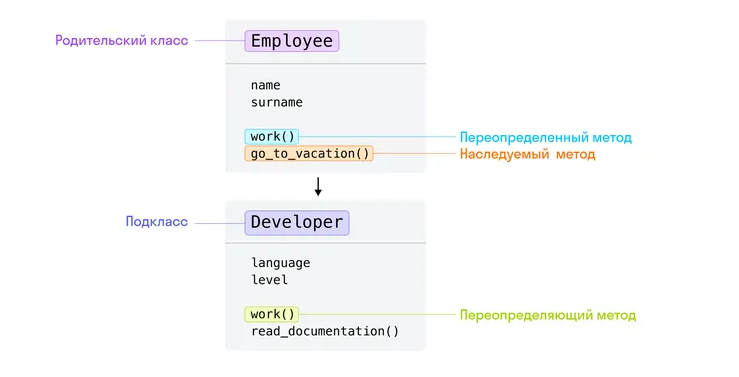 Родительский класс
Employee
name
surname
work()
Переопределенный метод
go_to_vacation()
Наследуемый метод
Подкласс
Developer
language
level
work()
Переопределяющий метод
read_documentation()